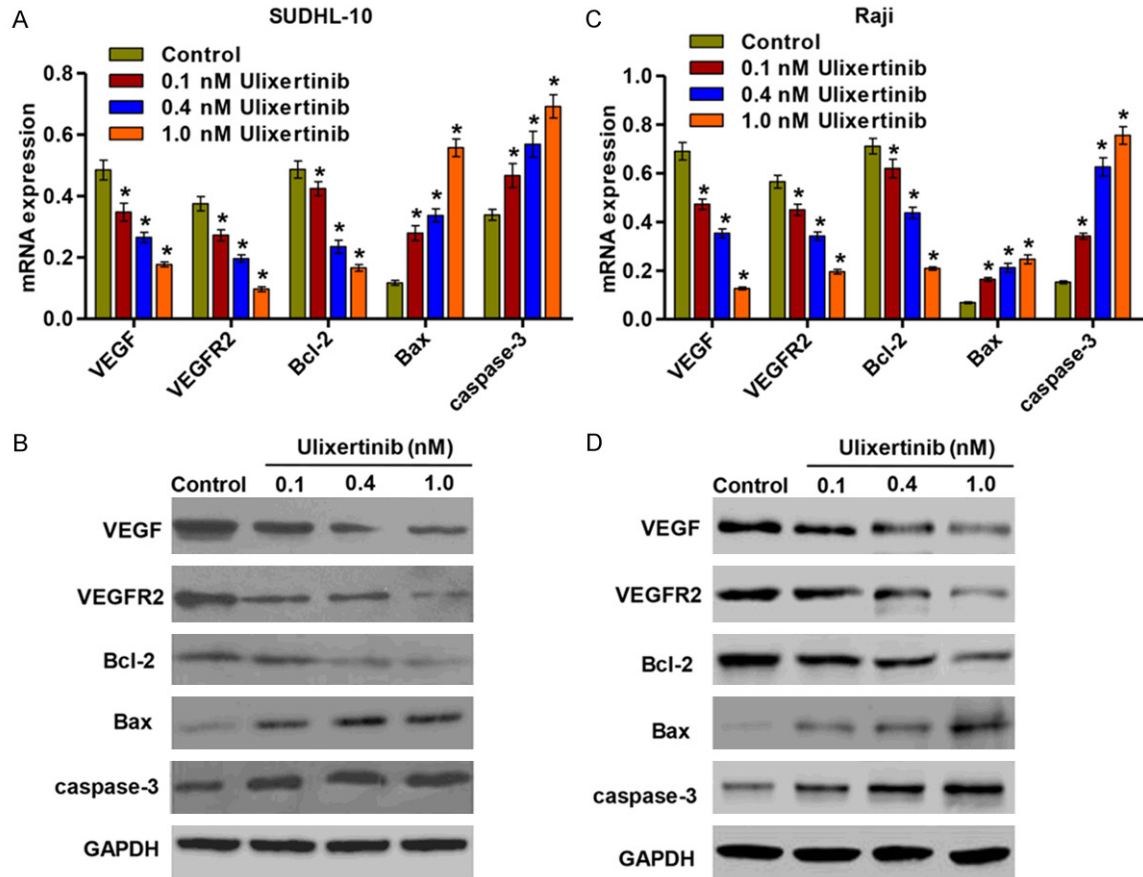 A
SUDHL-10
Control
0.1 nM Ulixertinib
0.4 nM Ulixertinib
1.0 nM Ulixertinib
mRNA expression
0.8
0.6
0.4
0.2
0.0
* * * * * * * * * * * * * * *
VEGF
VEGFR2
Bcl-2
Bax
caspase-3
C
Raji
Control
0.1 nM Ulixertinib
0.4 nM Ulixertinib
1.0 nM Ulixertinib
mRNA expression
1.0
0.8
0.6
0.4
0.2
0.0
* * * * * * * * * * * * * * *
VEGF
VEGFR2
Bcl-2
Bax
caspase-3
B
Ulixertinib (nM)
Control 0.1 0.4 1.0
VEGF
VEGFR2
Bcl-2
Bax
caspase-3
GAPDH
D
Ulixertinib (nM)
Control 0.1 0.4 1.0
VEGF
VEGFR2
Bcl-2
Bax
caspase-3
GAPDH